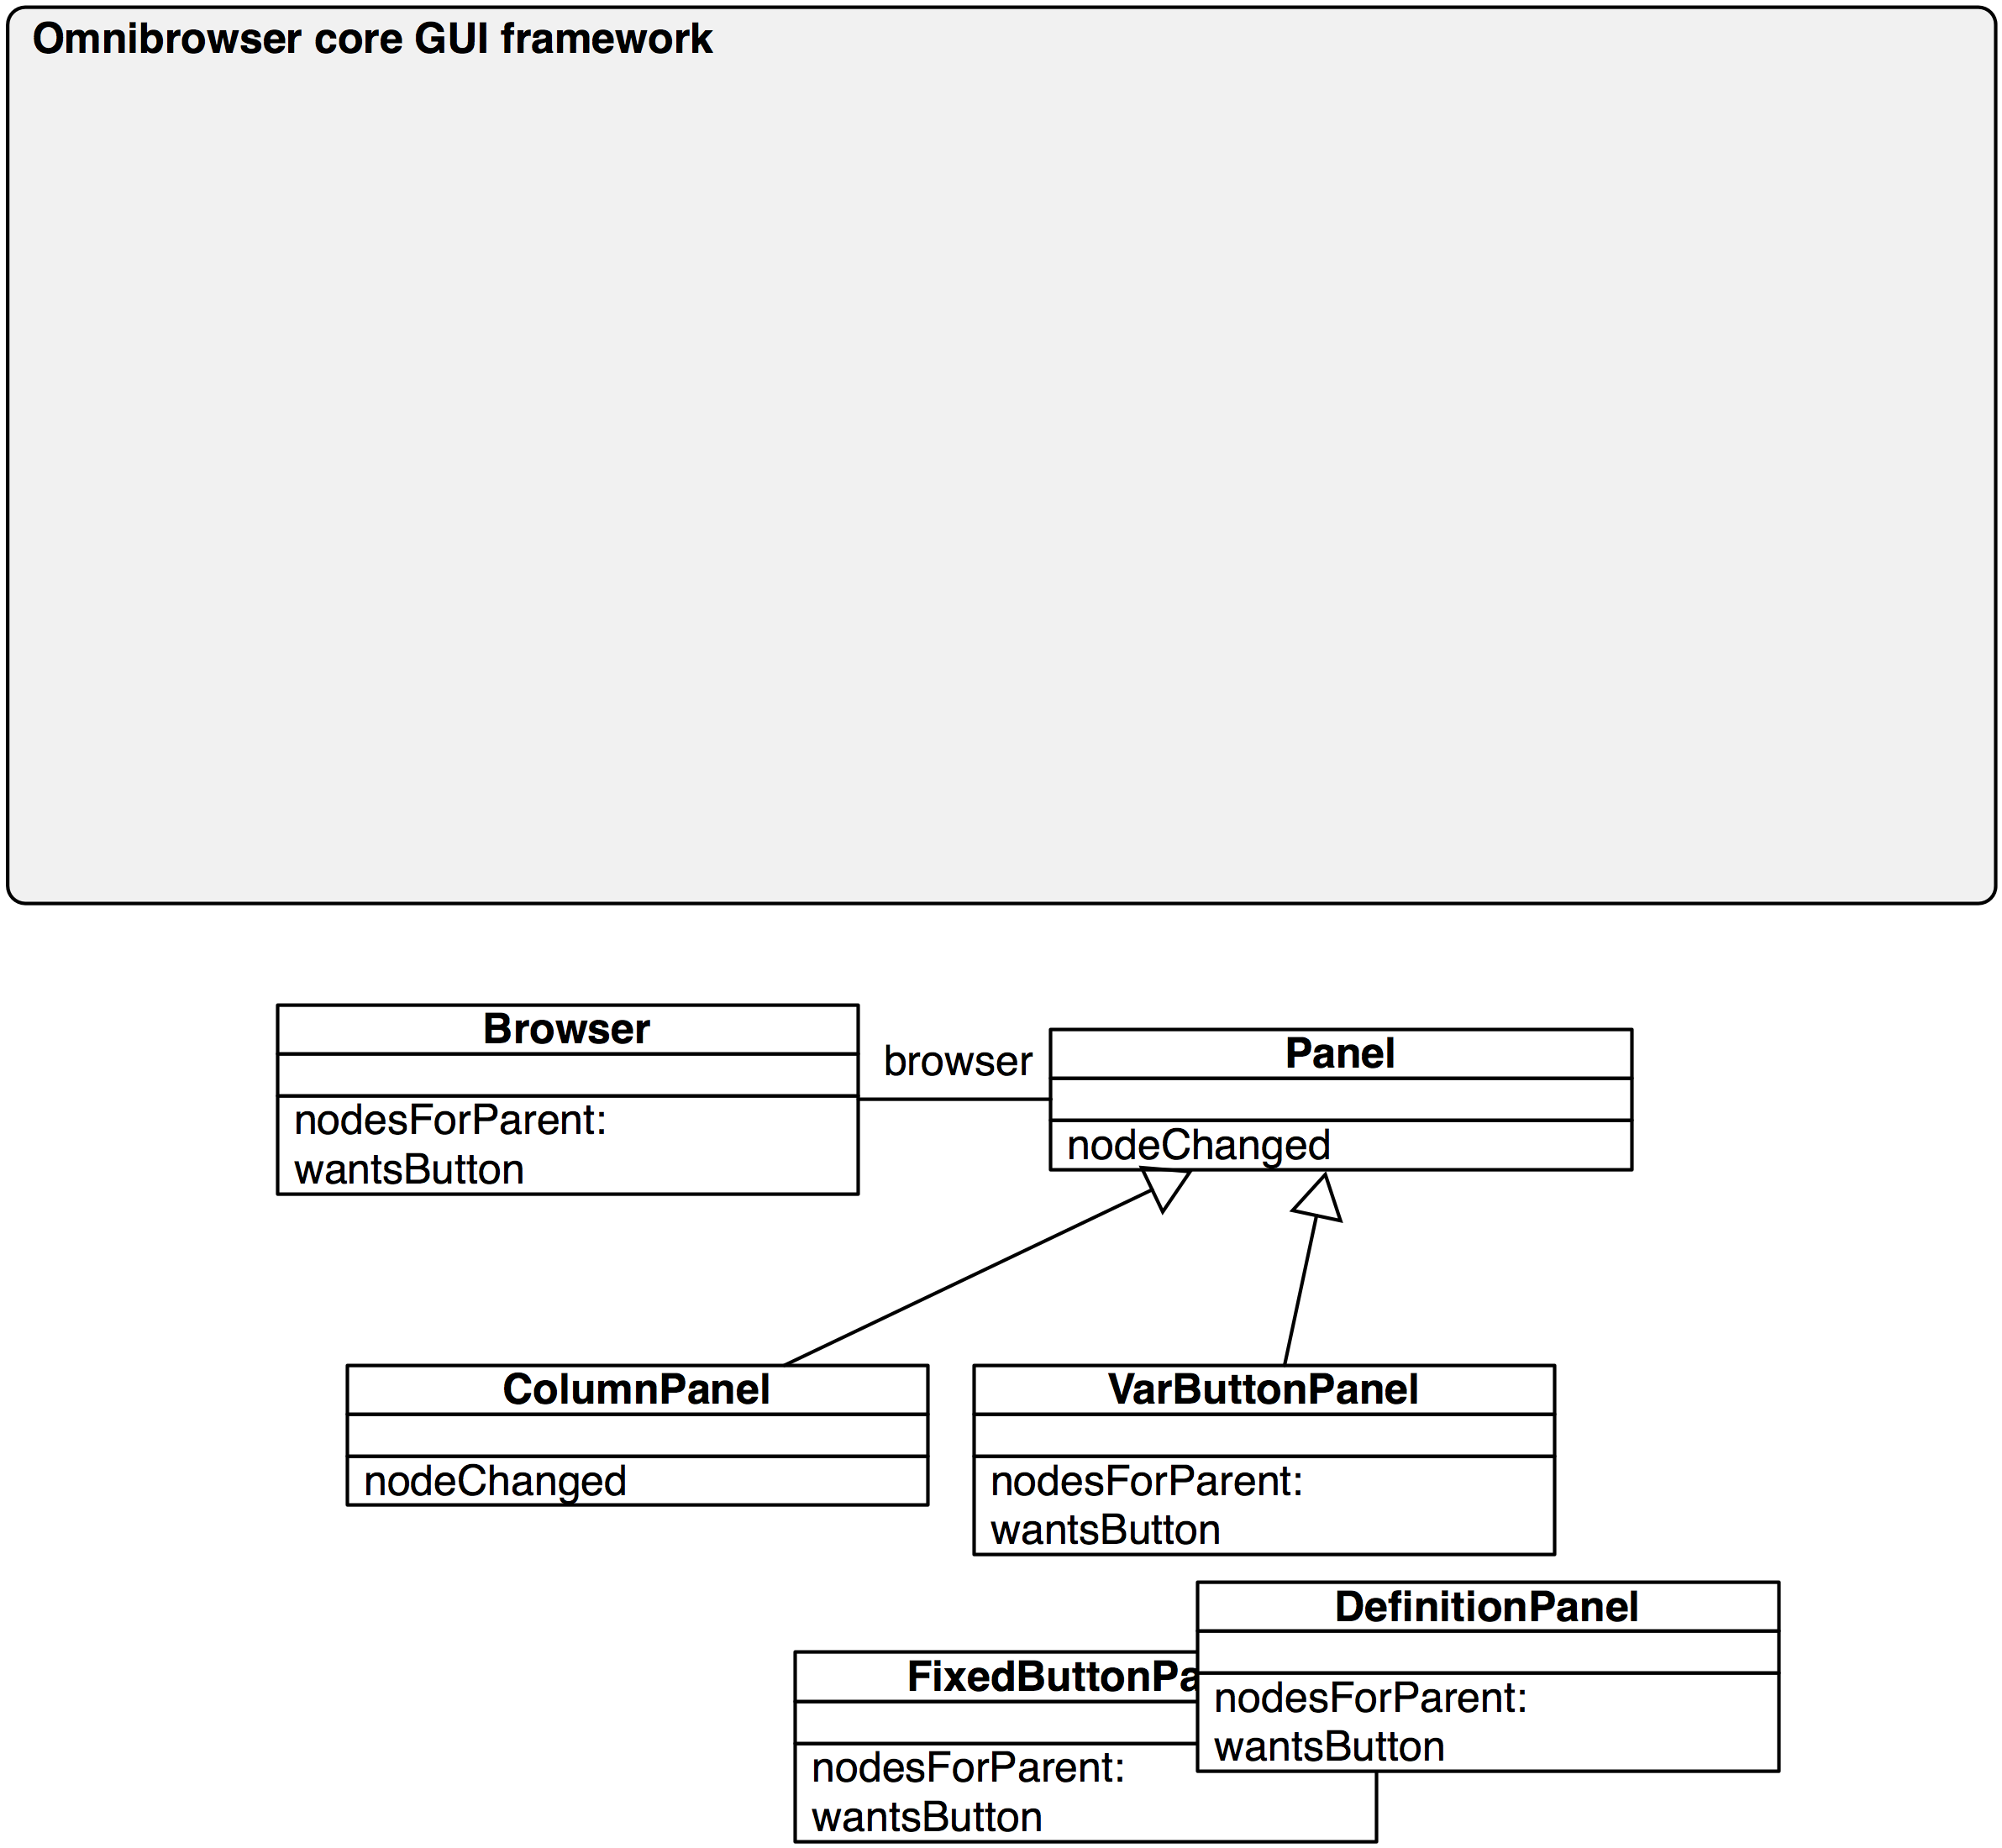 Omnibrowser core GUI framework
Browser
nodesForParent:
wantsButton
browser
Panel
nodeChanged
ColumnPanel
nodeChanged
VarButtonPanel
nodesForParent:
wantsButton
DefinitionPanel
nodesForParent:
wantsButton
FixedButtonPa
nodesForParent:
wantsButton